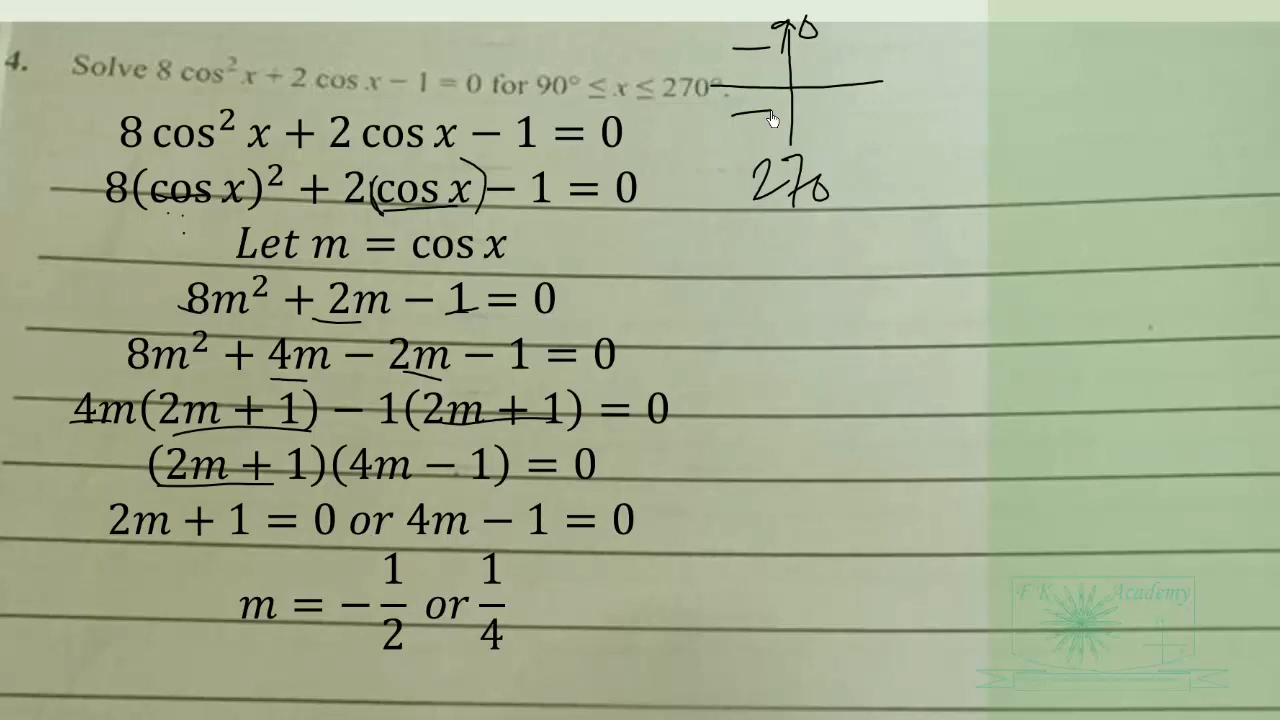 4. Solve 8 cos² x + 2 cos x − 1 = 0 for 90° ≤ x ≤ 270°.
90
8 cos² x + 2 cos x − 1 = 0
8(cos x)² + 2(cos x) − 1 = 0
270
Let m = cos x
8m² + 2m − 1 = 0
8m² + 4m − 2m − 1 = 0
4m(2m + 1) − 1(2m + 1) = 0
(2m + 1)(4m − 1) = 0
2m + 1 = 0 or 4m − 1 = 0
m = −1/2 or 1/4
F K Academy